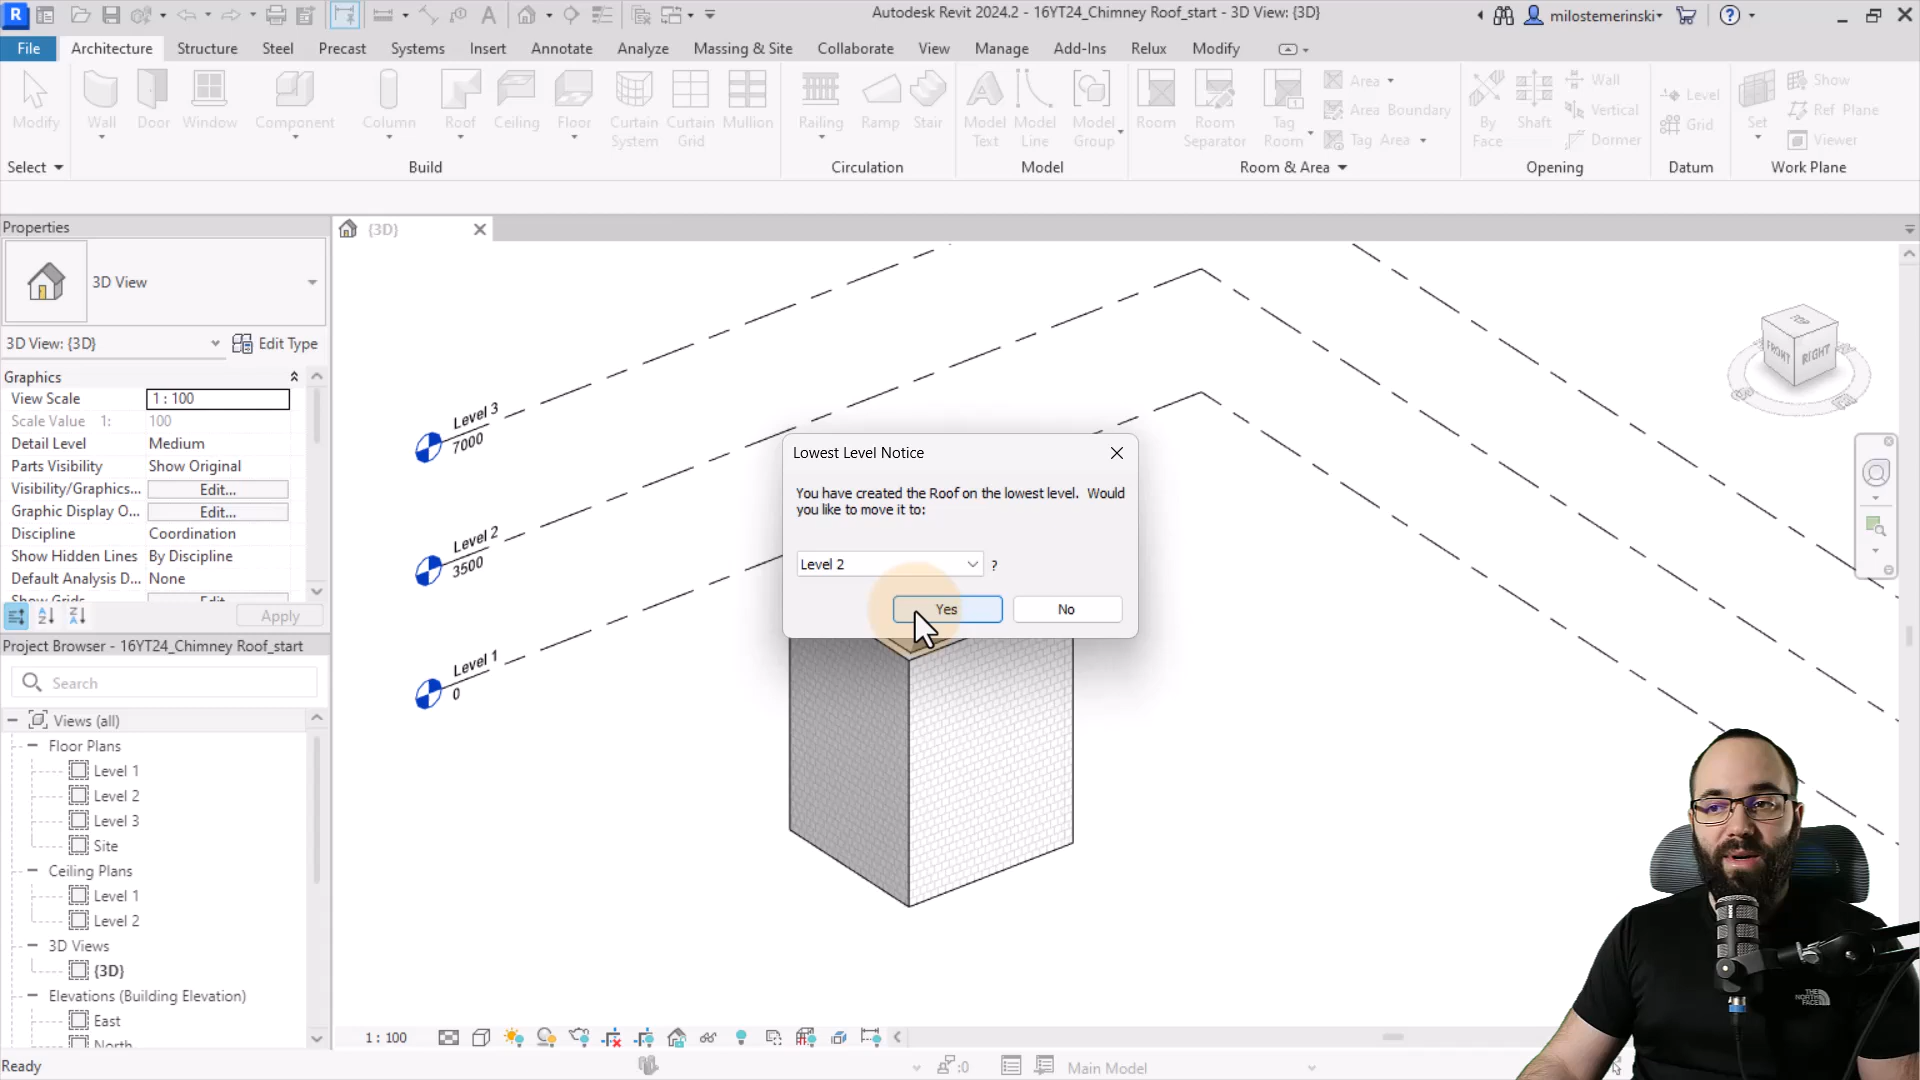 Autodesk Revit 2024.2 - 16YT24_Chimney Roof_start - 3D View: {3D}
milostemerinski
File
Architecture
Structure
Steel
Precast
Systems
Insert
Annotate
Analyze
Massing & Site
Collaborate
View
Manage
Add-Ins
Relux
Modify
Modify
Wall
Door
Window
Component
Column
Roof
Ceiling
Floor
Curtain System
Curtain Grid
Mullion
Railing
Ramp
Stair
Model Text
Model Line
Model Group
Room
Room Separator
Tag Room
Area
Area Boundary
Tag Area
By Face
Shaft
Wall
Vertical
Dormer
Level
Grid
Set
Show
Ref Plane
Viewer
Select
Build
Circulation
Model
Room & Area
Opening
Datum
Work Plane
Properties
3D View
3D View: {3D}
Edit Type
Graphics
View Scale 1 : 100
Scale Value 1: 100
Detail Level Medium
Parts Visibility Show Original
Visibility/Graphics... Edit...
Graphic Display O... Edit...
Discipline Coordination
Show Hidden Lines By Discipline
Default Analysis D... None
Show Grids Edit...
Apply
Project Browser - 16YT24_Chimney Roof_start
Search
Views (all)
Floor Plans
Level 1
Level 2
Level 3
Site
Ceiling Plans
Level 1
Level 2
3D Views
{3D}
Elevations (Building Elevation)
East
North
{3D}
Level 3
7000
Level 2
3500
Level 1
0
Lowest Level Notice
You have created the Roof on the lowest level. Would
you like to move it to:
Level 2
?
Yes
No
TOP
FRONT
RIGHT
THE
NORTH
FACE
1 : 100
Ready
:0
Main Model